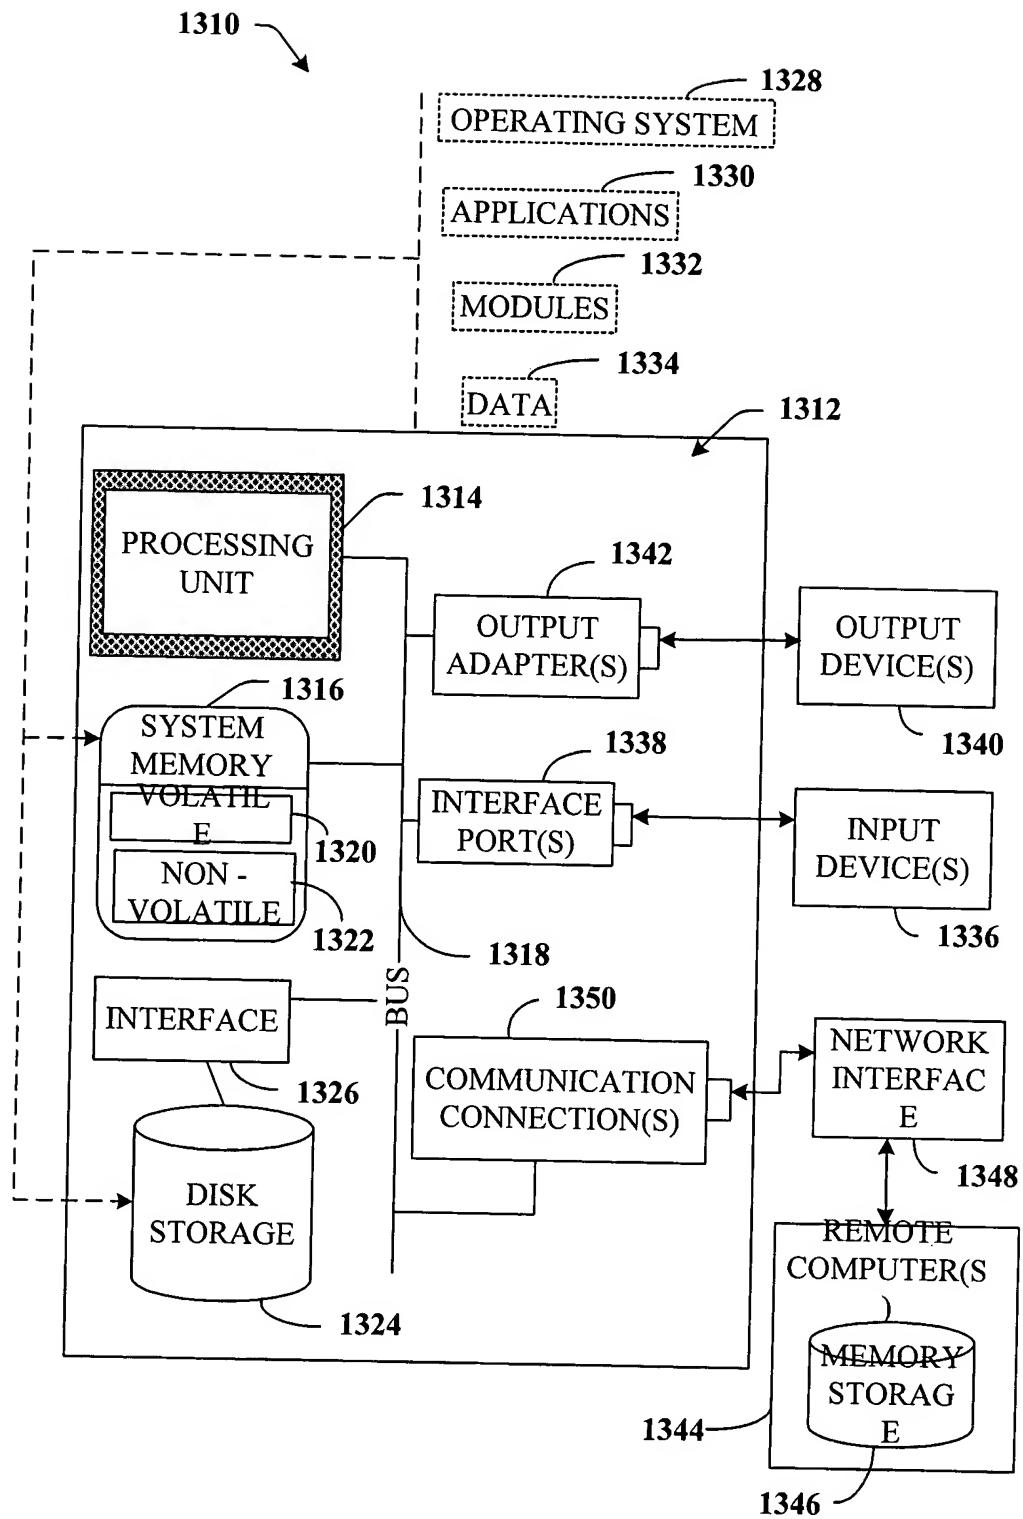 1310
1328
OPERATING SYSTEM
1330
APPLICATIONS
1332
MODULES
1334
DATA
1312
1314
PROCESSING
UNIT
1342
OUTPUT
ADAPTER(S)
OUTPUT
DEVICE(S)
1340
1316
SYSTEM
MEMORY
VOLATIL
E
1320
NON -
VOLATILE
1322
1338
INTERFACE
PORT(S)
INPUT
DEVICE(S)
1336
1318
BUS
INTERFACE
1326
1350
COMMUNICATION
CONNECTION(S)
NETWORK
INTERFAC
E
1348
DISK
STORAGE
1324
REMOTE
COMPUTER(S
)
MEMORY
STORAG
E
1344
1346